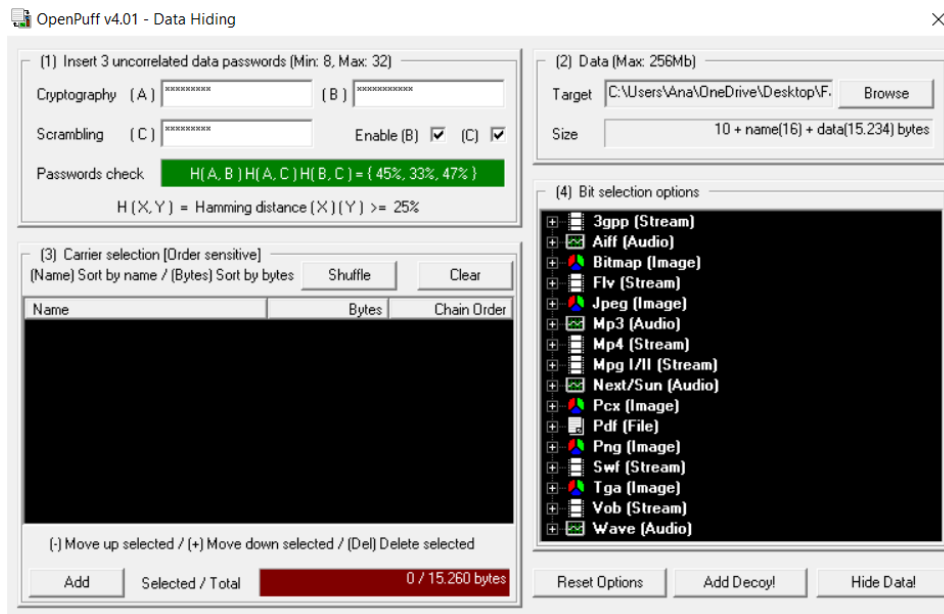 OpenPuff v4.01 - Data Hiding
(1) Insert 3 uncorrelated data passwords (Min: 8, Max: 32)
Cryptography (A) ********* (B) ***********
Scrambling (C) ********* Enable (B) (C)
Passwords check H( A, B ) H( A, C ) H( B, C ) = { 45%, 33%, 47% }
H ( X, Y ) = Hamming distance ( X ) ( Y ) >= 25%
(2) Data (Max: 256Mb)
Target C:\Users\Ana\OneDrive\Desktop\F. Browse
Size 10 + name(16) + data(15.234) bytes
(3) Carrier selection [Order sensitive]
(Name) Sort by name / (Bytes) Sort by bytes Shuffle Clear
Name Bytes Chain Order
(-) Move up selected / (+) Move down selected / (Del) Delete selected
Add Selected / Total 0 / 15.260 bytes
(4) Bit selection options
3gpp (Stream)
Aiff (Audio)
Bitmap (Image)
Flv (Stream)
Jpeg (Image)
Mp3 (Audio)
Mp4 (Stream)
Mpg I/II (Stream)
Next/Sun (Audio)
Pcx (Image)
Pdf (File)
Png (Image)
Swf (Stream)
Tga (Image)
Vob (Stream)
Wave (Audio)
Reset Options Add Decoy! Hide Data!